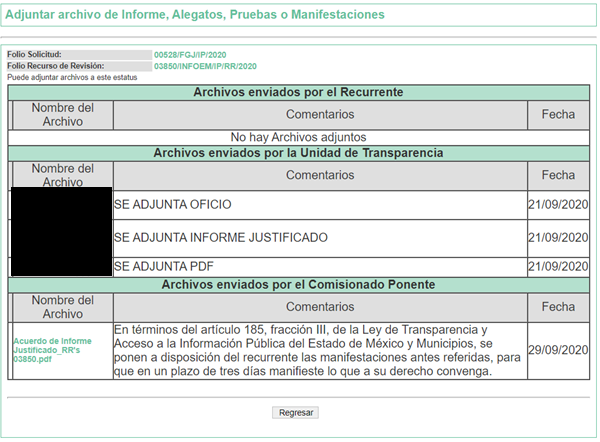 Adjuntar archivo de Informe, Alegatos, Pruebas o Manifestaciones
Folio Solicitud: 00528/FGJ/IP/2020
Folio Recurso de Revisión: 03850/INFOEM/IP/RR/2020
Puede adjuntar archivos a este estatus
Archivos enviados por el Recurrente
Nombre del Archivo Comentarios Fecha
No hay Archivos adjuntos
Archivos enviados por la Unidad de Transparencia
Nombre del Archivo Comentarios Fecha
SE ADJUNTA OFICIO 21/09/2020
SE ADJUNTA INFORME JUSTIFICADO 21/09/2020
SE ADJUNTA PDF 21/09/2020
Archivos enviados por el Comisionado Ponente
Nombre del Archivo Comentarios Fecha
Acuerdo de Informe
Justificado_RR's
03850.pdf
En términos del artículo 185, fracción III, de la Ley de Transparencia y
Acceso a la Información Pública del Estado de México y Municipios, se
ponen a disposición del recurrente las manifestaciones antes referidas, para
que en un plazo de tres días manifieste lo que a su derecho convenga.
29/09/2020
Regresar